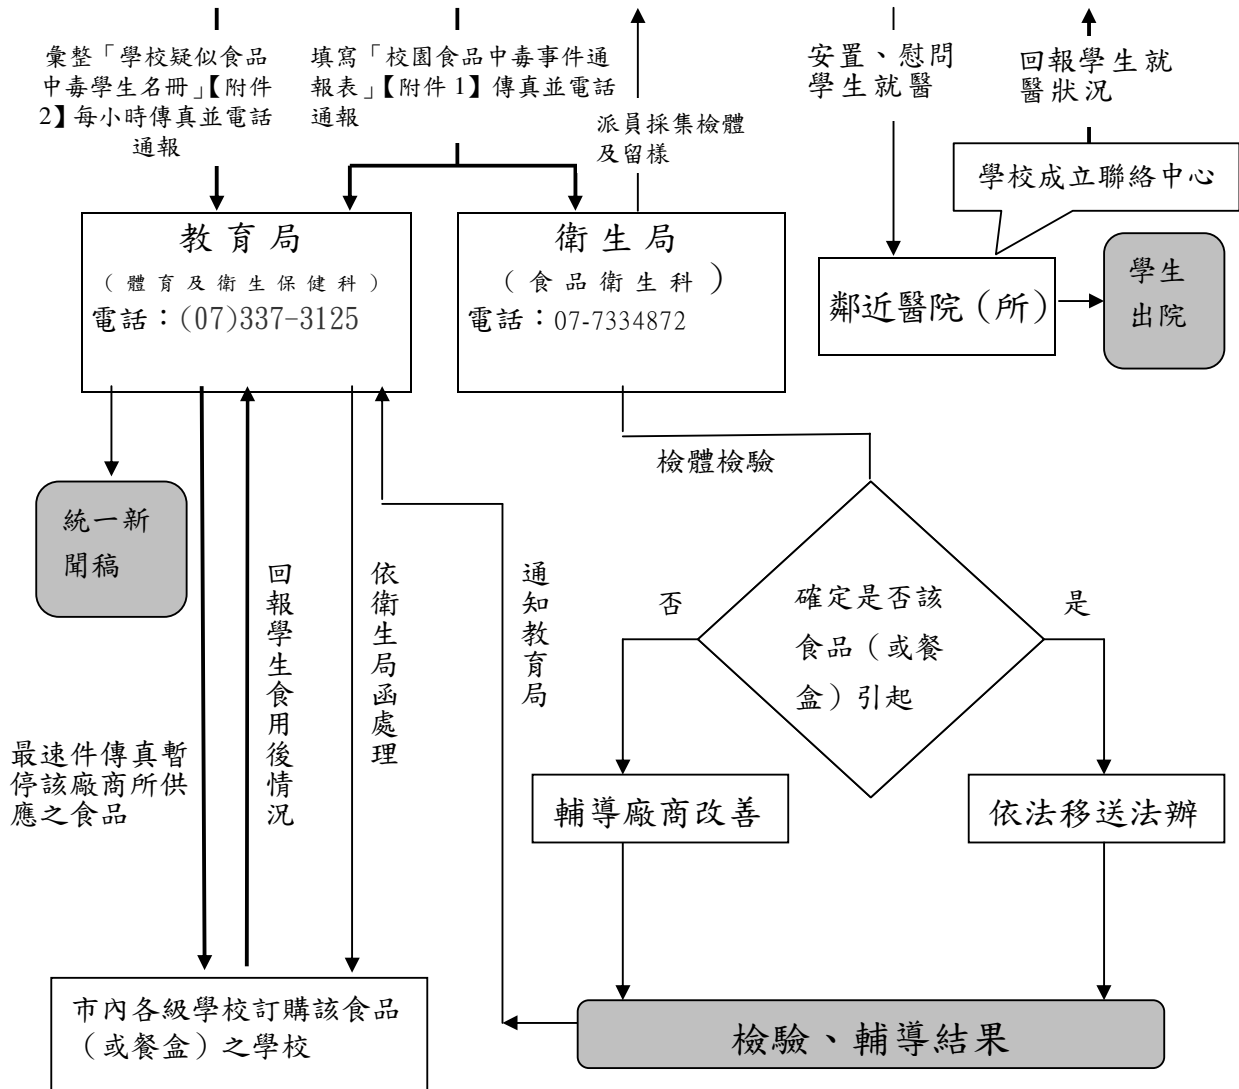 彙整「學校疑似食品
中毒學生名冊」【附件
2】每小時傳真並電話
通報
填寫「校園食品中毒事件通
報表」【附件 1】傳真並電話
通報
派員採集檢體
及留樣
安置、慰問
學生就醫
回報學生就
醫狀況
學校成立聯絡中心
教育局
（體育及衛生保健科）
電話：(07)337-3125
衛生局
（食品衛生科）
電話：07-7334872
鄰近醫院（所）
學生
出院
檢體檢驗
統一新
聞稿
回報學生食用後情況
依衛生局函處理
通知教育局
否
確定是否該
食品（或餐
盒）引起
是
最速件傳真暫
停該廠商所供
應之食品
輔導廠商改善
依法移送法辦
市內各級學校訂購該食品
（或餐盒）之學校
檢驗、輔導結果